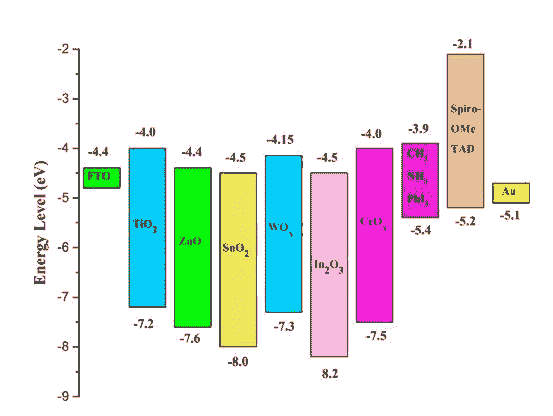 -2
-3
-4
-5
-6
-7
-8
-9
Energy Level (eV)
-4.4
FTO
-4.0
TiO2
-7.2
-4.4
ZnO
-7.6
-4.5
SnO2
-8.0
-4.15
WOx
-7.3
-4.5
In2O3
8.2
-4.0
CrOx
-7.5
-3.9
CH3
NH3
PbI3
-5.4
-2.1
Spiro-
OMe
TAD
-5.2
Au
-5.1